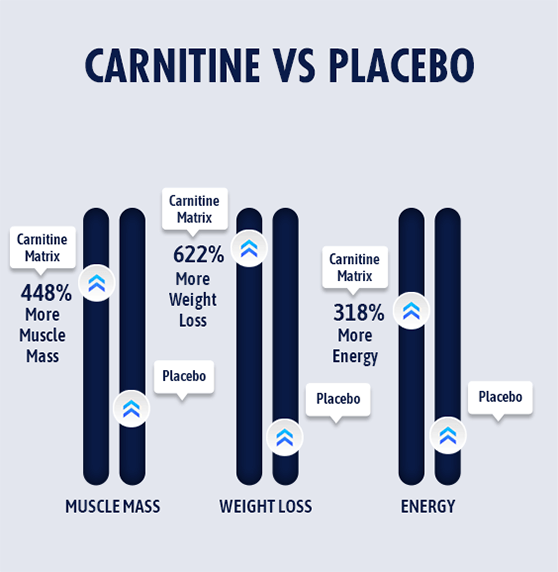 CARNITINE VS PLACEBO
Carnitine
Matrix
448%
More
Muscle
Mass
Placebo
MUSCLE MASS
Carnitine
Matrix
622%
More
Weight
Loss
Placebo
WEIGHT LOSS
Carnitine
Matrix
318%
More
Energy
Placebo
ENERGY